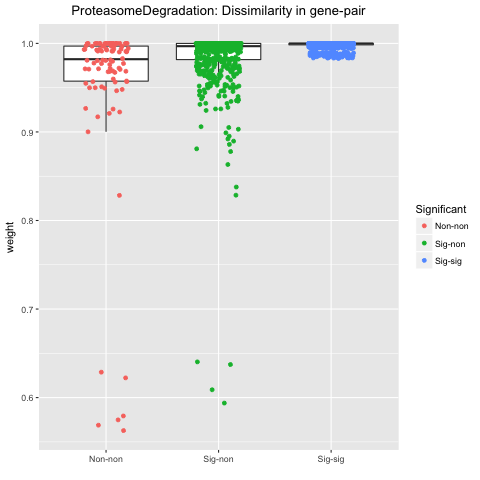 ProteasomeDegradation: Dissimilarity in gene-pair
1.0
0.9
0.8
0.7
0.6
weight
Non-non
Sig-non
Sig-sig
Significant
Non-non
Sig-non
Sig-sig